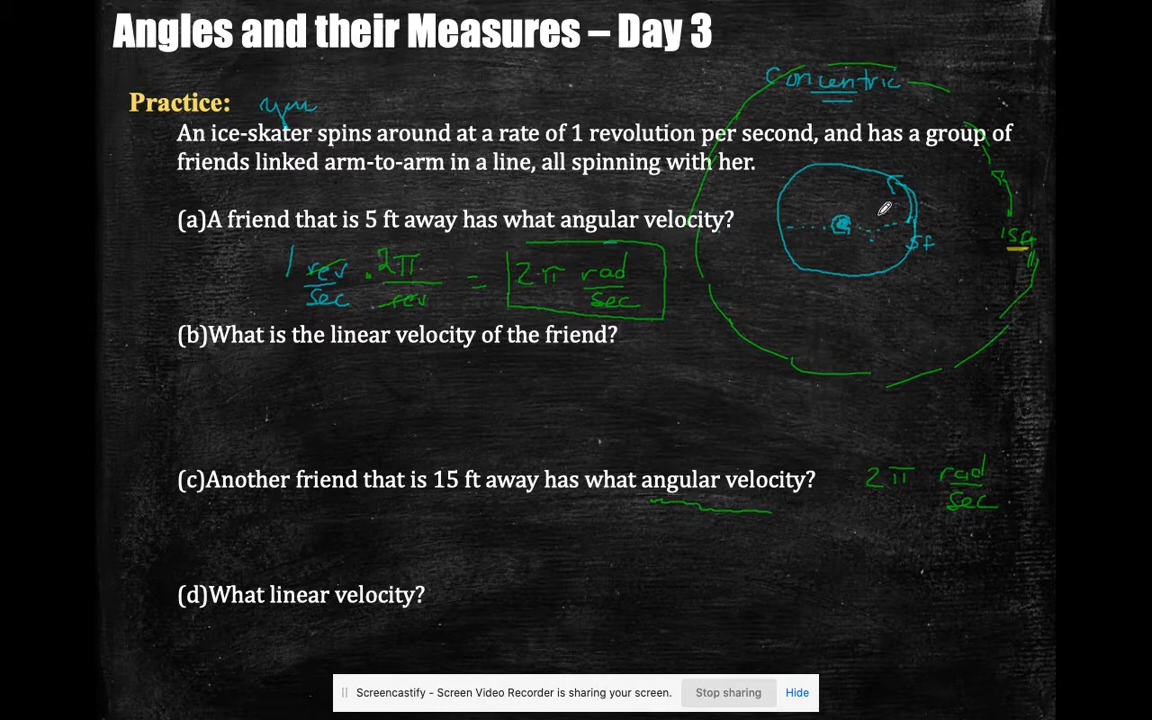 Angles and their Measures – Day 3
concentric
Practice:
An ice-skater spins around at a rate of 1 revolution per second, and has a group of
friends linked arm-to-arm in a line, all spinning with her.
(a)A friend that is 5 ft away has what angular velocity?
15ft
5f
1 rev/sec . 2π/rev = 2π rad/sec
(b)What is the linear velocity of the friend?
(c)Another friend that is 15 ft away has what angular velocity? 2π rad/sec
(d)What linear velocity?
Screencastify - Screen Video Recorder is sharing your screen. Stop sharing Hide